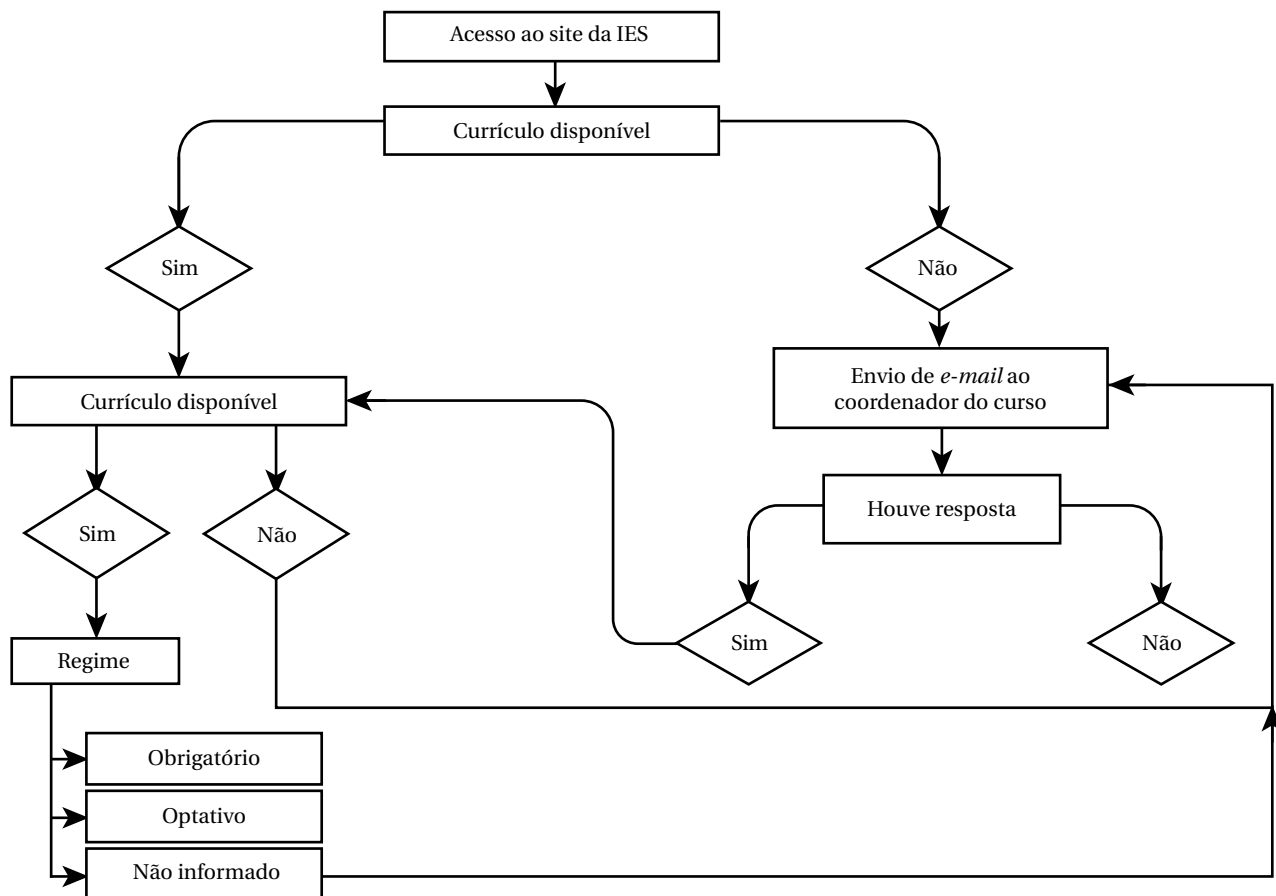 Acesso ao site da IES
Currículo disponível
Sim
Não
Currículo disponível
Envio de e-mail ao
coordenador do curso
Sim
Não
Houve resposta
Sim
Não
Regime
Obrigatório
Optativo
Não informado